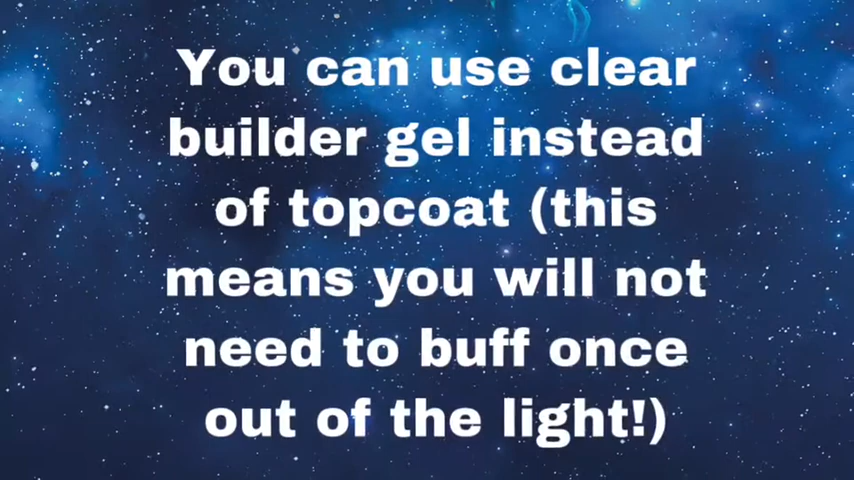 You can use clear
builder gel instead
of topcoat (this
means you will not
need to buff once
out of the light!)